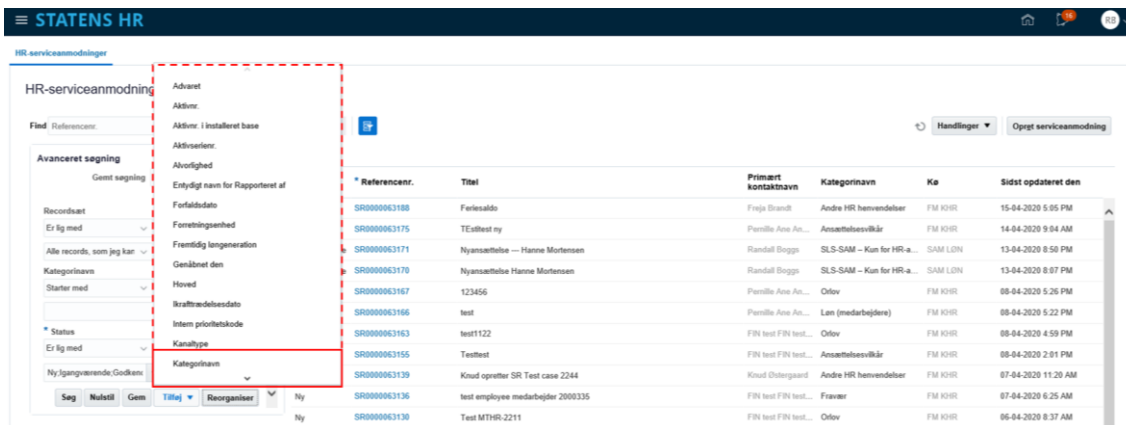 STATENS HR
16
RB
HR-serviceanmodninger
HR-serviceanmodning
Find Referencenr.
Handlinger
Opret serviceanmodning
Avanceret søgning
Gemt søgning
Recordsæt
Er lig med
Alle records, som jeg kan
Kategorinavn
Starter med
* Status
Er lig med
Ny;Igangværende;Godken
Søg Nulstil Gem Tilføj Reorganiser
Advaret
Aktivnr.
Aktivnr. i installeret base
Aktivserienr.
Alvorlighed
Entydigt navn for Rapporteret af
Forfaldsdato
Forretningsenhed
Fremtidig løngeneration
Genåbnet den
Hoved
Ikrafttrædelsesdato
Intern prioritetskode
Kanaltype
Kategorinavn
* Referencenr. Titel Primært kontaktnavn Kategorinavn Kø Sidst opdateret den
SR0000063188 Feriesaldo Freja Brandt Andre HR henvendelser FM KHR 15-04-2020 5:05 PM
SR0000063175 TEstitest ny Pernille Ane An... Ansættelsesvilkår FM KHR 14-04-2020 9:04 AM
SR0000063171 Nyansættelse --- Hanne Mortensen Randall Boggs SLS-SAM – Kun for HR-a... SAM LØN 13-04-2020 8:50 PM
SR0000063170 Nyansættelse Hanne Mortensen Randall Boggs SLS-SAM – Kun for HR-a... SAM LØN 13-04-2020 8:07 PM
SR0000063167 123456 Pernille Ane An... Orlov FM KHR 08-04-2020 5:26 PM
SR0000063166 test Pernille Ane An... Løn (medarbejdere) FM KHR 08-04-2020 5:22 PM
SR0000063163 test1122 FIN test FIN test... Orlov FM KHR 08-04-2020 4:59 PM
SR0000063155 Testtest FIN test FIN test... Ansættelsesvilkår FM KHR 08-04-2020 2:01 PM
SR0000063139 Knud opretter SR Test case 2244 Knud Østergaard Andre HR henvendelser FM KHR 07-04-2020 11:20 AM
Ny SR0000063136 test employee medarbejder 2000335 FIN test FIN test... Fravær FM KHR 07-04-2020 6:25 AM
Ny SR0000063130 Test MTHR-2211 FIN test FIN test... Orlov FM KHR 06-04-2020 8:37 AM